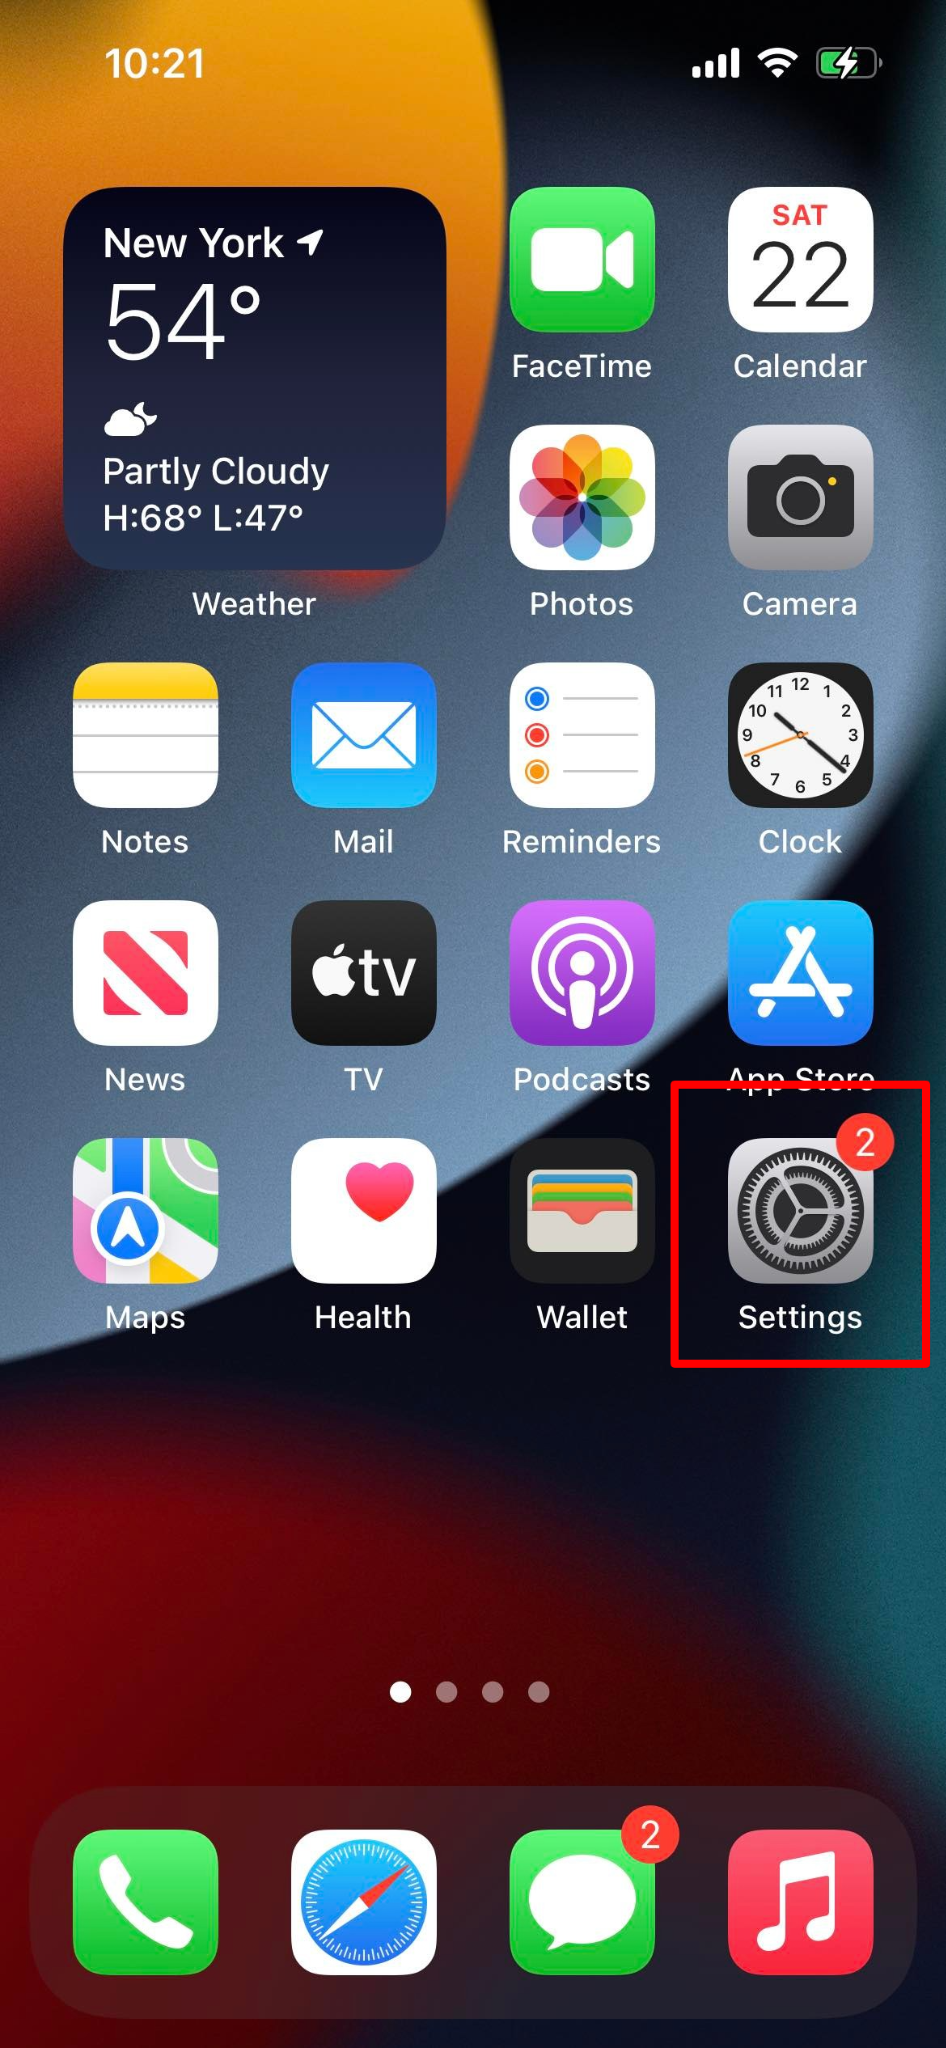 10:21
New York
54°
Partly Cloudy
H:68° L:47°
Weather
FaceTime
SAT
22
Calendar
Photos
Camera
Notes
Mail
Reminders
12
1
2
3
4
5
6
7
8
9
10
11
Clock
News
tv
TV
Podcasts
App Store
Maps
Health
Wallet
2
Settings
2